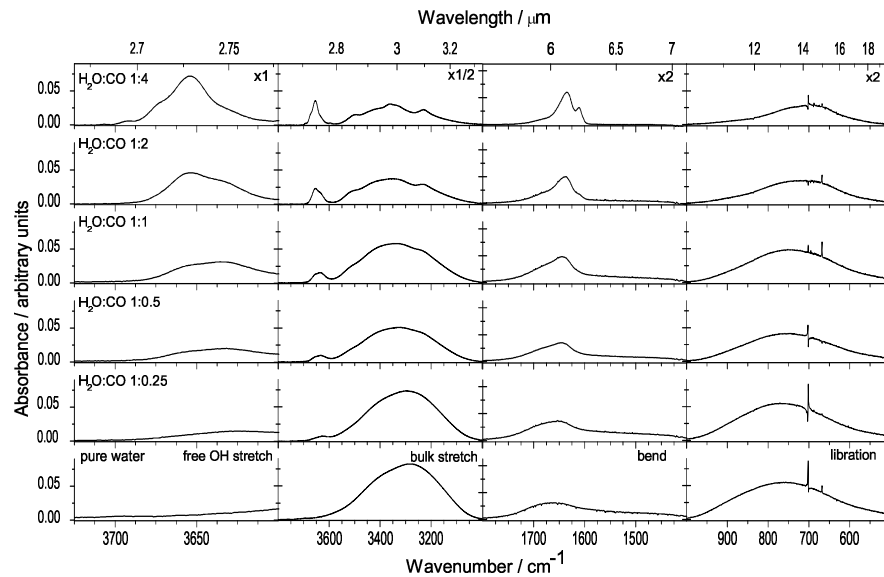 Wavelength / μm
2.7 2.75 2.8 3 3.2 6 6.5 7 12 14 16 18
H2O:CO 1:4 x1 x1/2 x2 x2
0.05
0.00
H2O:CO 1:2
0.05
0.00
H2O:CO 1:1
0.05
0.00
H2O:CO 1:0.5
0.05
0.00
H2O:CO 1:0.25
0.05
0.00
pure water free OH stretch bulk stretch bend libration
0.05
0.00
Absorbance / arbitrary units
3700 3650 3600 3400 3200 1700 1600 1500 900 800 700 600
Wavenumber / cm-1